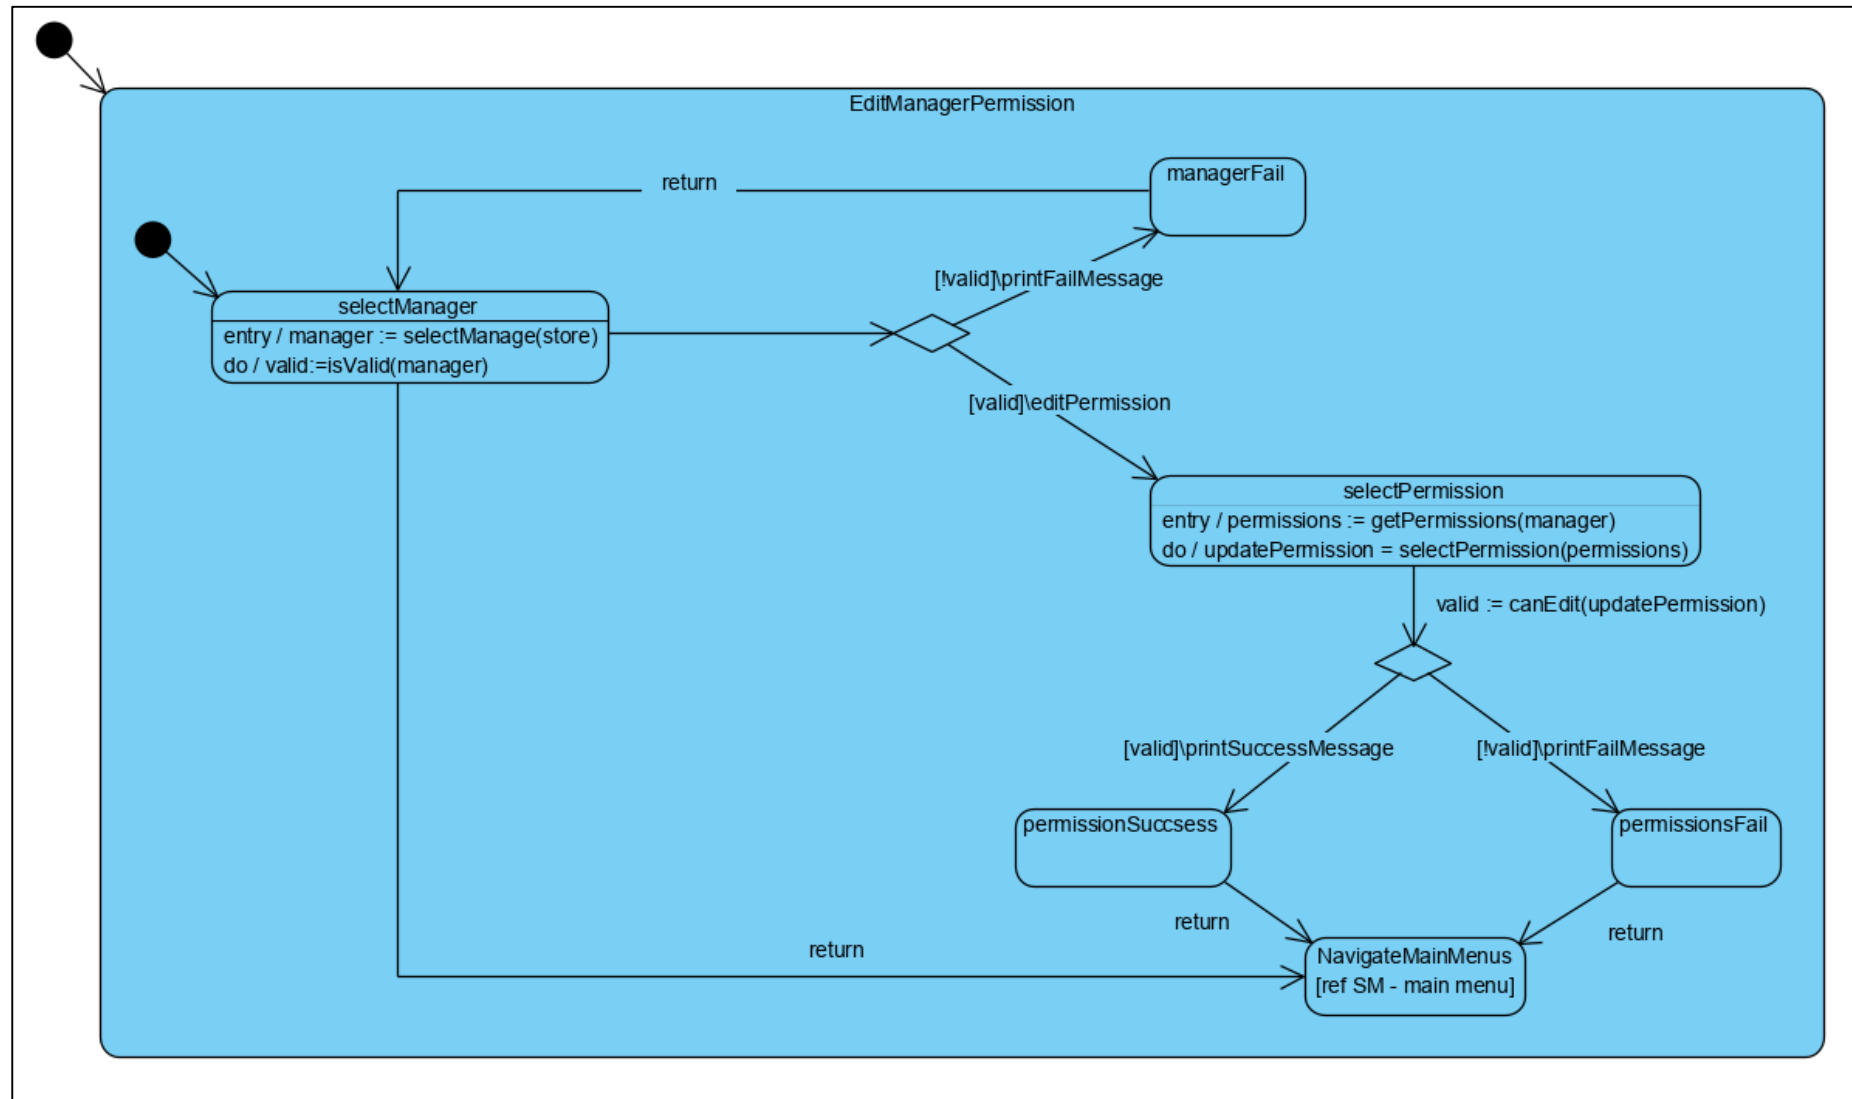 EditManagerPermission
managerFail
return
[!valid]\printFailMessage
selectManager
entry / manager := selectManage(store)
do / valid:=isValid(manager)
[valid]\editPermission
selectPermission
entry / permissions := getPermissions(manager)
do / updatePermission = selectPermission(permissions)
valid := canEdit(updatePermission)
[valid]\printSuccessMessage
[!valid]\printFailMessage
permissionSuccsess
permissionsFail
return
return
return
NavigateMainMenus
[ref SM - main menu]